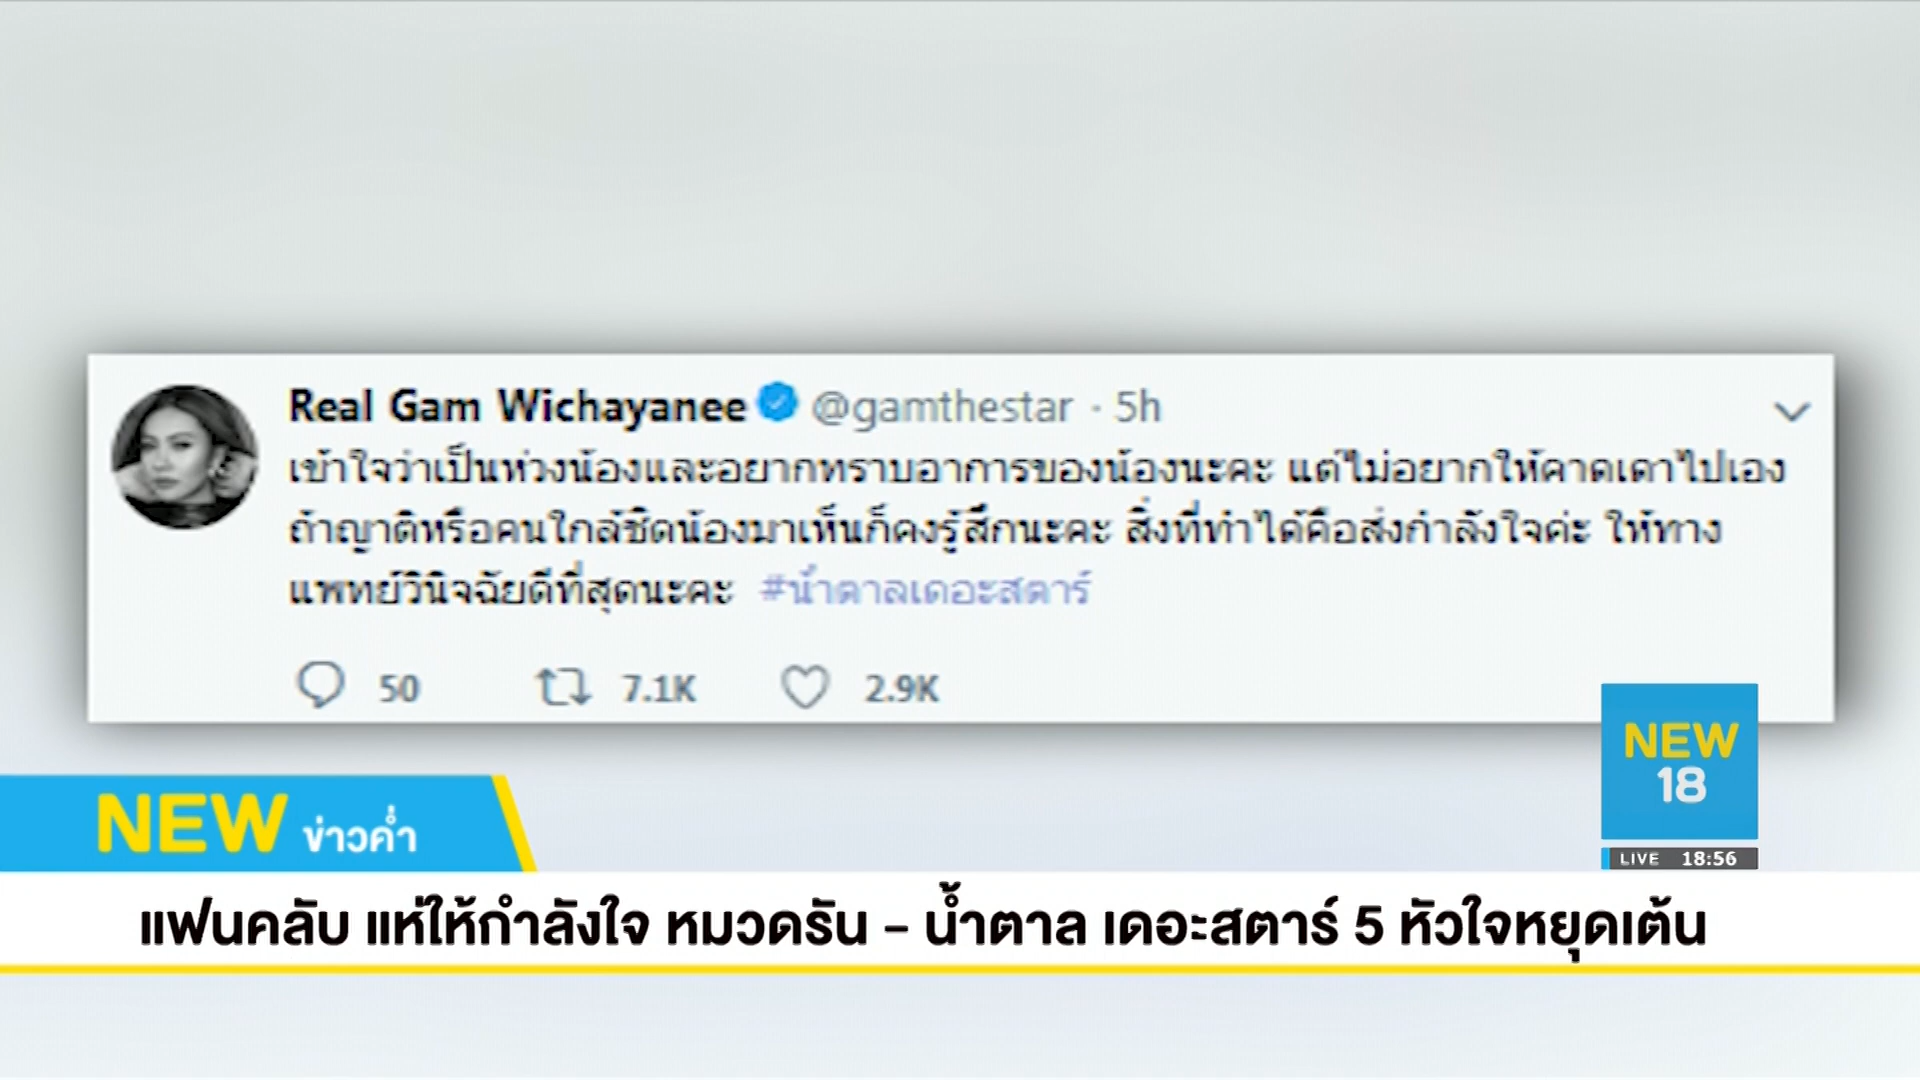 Real Gam Wichayanee @gamthestar · 5h
เข้าใจว่าเป็นห่วงน้องและอยากทราบอาการของน้องนะคะ แต่ไม่อยากให้คาดเดาไปเอง
ถ้าญาติหรือคนใกล้ชิดน้องมาเห็นก็คงรู้สึกนะคะ สิ่งที่ทำได้คือส่งกำลังใจค่ะ ให้ทาง
แพทย์วินิจฉัยดีที่สุดนะคะ #น้ำตาลเดอะสตาร์
50 7.1K 2.9K
NEW
18
LIVE 18:56
NEW ข่าวค่ำ
แฟนคลับ แห่ให้กำลังใจ หมวดรัน - น้ำตาล เดอะสตาร์ 5 หัวใจหยุดเต้น